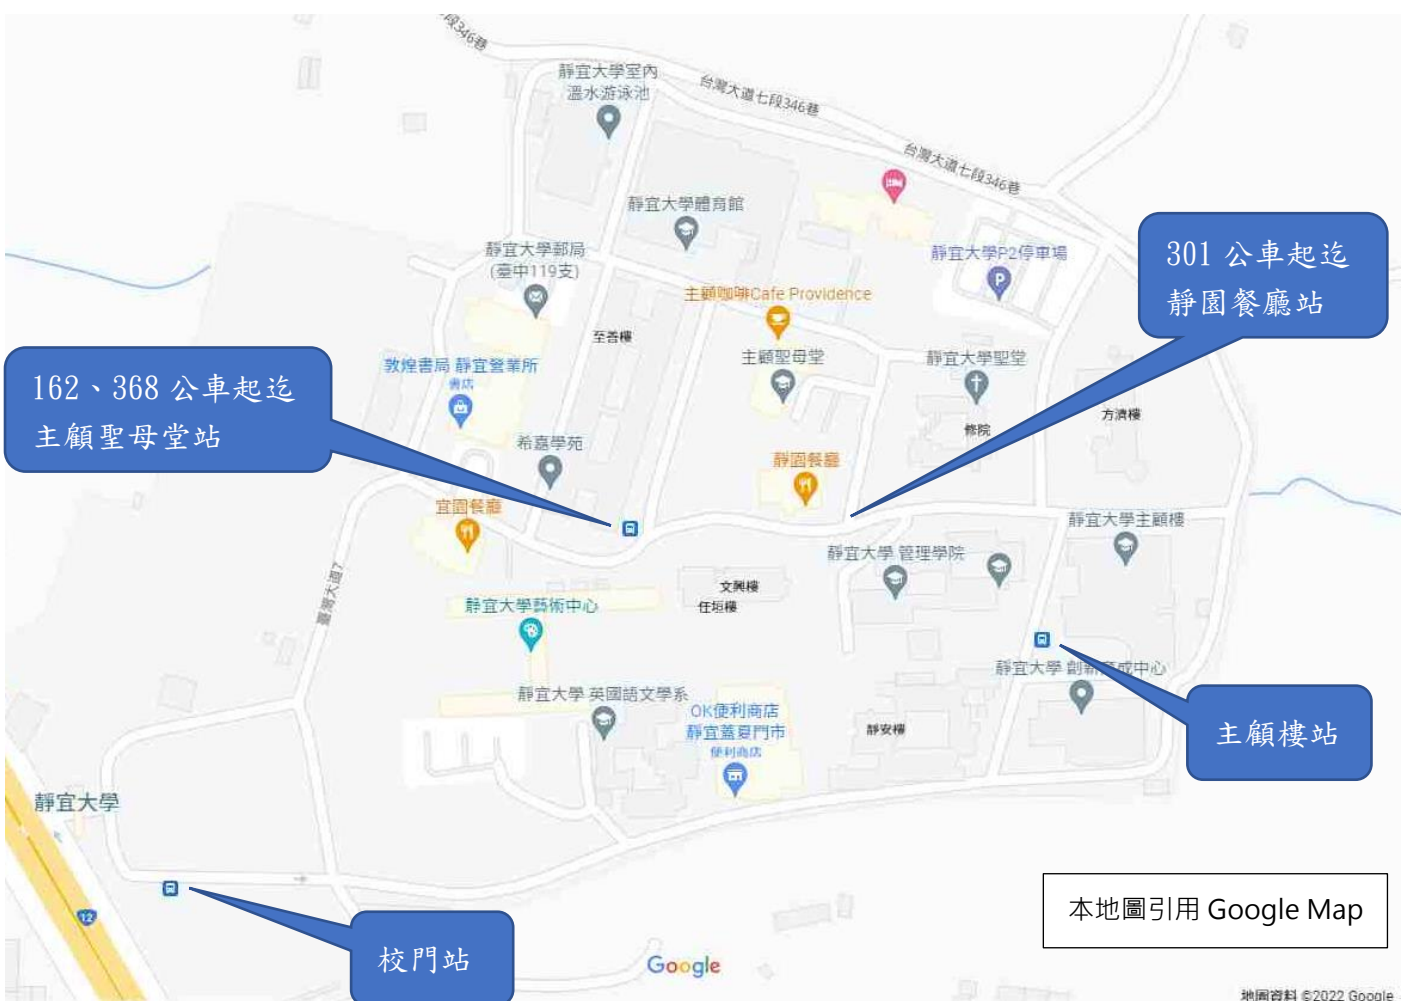 段346巷
靜宜大學室內
溫水游泳池
台灣大道七段346巷
台灣大道七段346巷
靜宜大學體育館
靜宜大學郵局
(臺中119支)
靜宜大學P2停車場
301 公車起迄
靜園餐廳站
主顧咖啡Cafe Providence
至善樓
主顧聖母堂
靜宜大學聖堂
敦煌書局 靜宜營業所
書店
162、368 公車起迄
主顧聖母堂站
方濟樓
修院
希嘉學苑
靜園餐廳
宜園餐廳
靜宜大學主顧樓
靜宜大學 管理學院
臺灣大道7
文興樓
任垣樓
靜宜大學藝術中心
靜宜大學 創新育成中心
靜宜大學 英國語文學系
OK便利商店
靜宜蓋夏門市
便利商店
靜安樓
主顧樓站
靜宜大學
12
校門站
本地圖引用 Google Map
Google
地圖資料 ©2022 Google